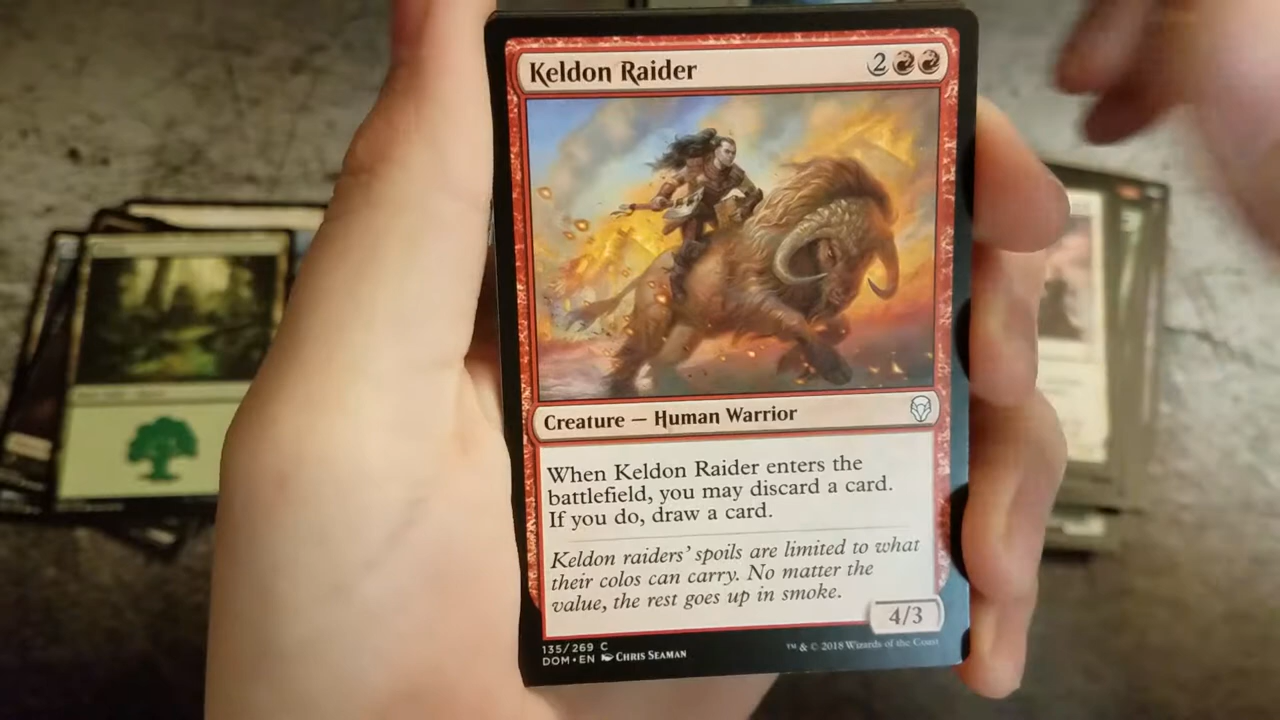 Keldon Raider
2
Creature — Human Warrior
When Keldon Raider enters the
battlefield, you may discard a card.
If you do, draw a card.
Keldon raiders' spoils are limited to what
their colos can carry. No matter the
value, the rest goes up in smoke.
4/3
135/269 C
DOM • EN Chris Seaman
™ & © 2018 Wizards of the Coast